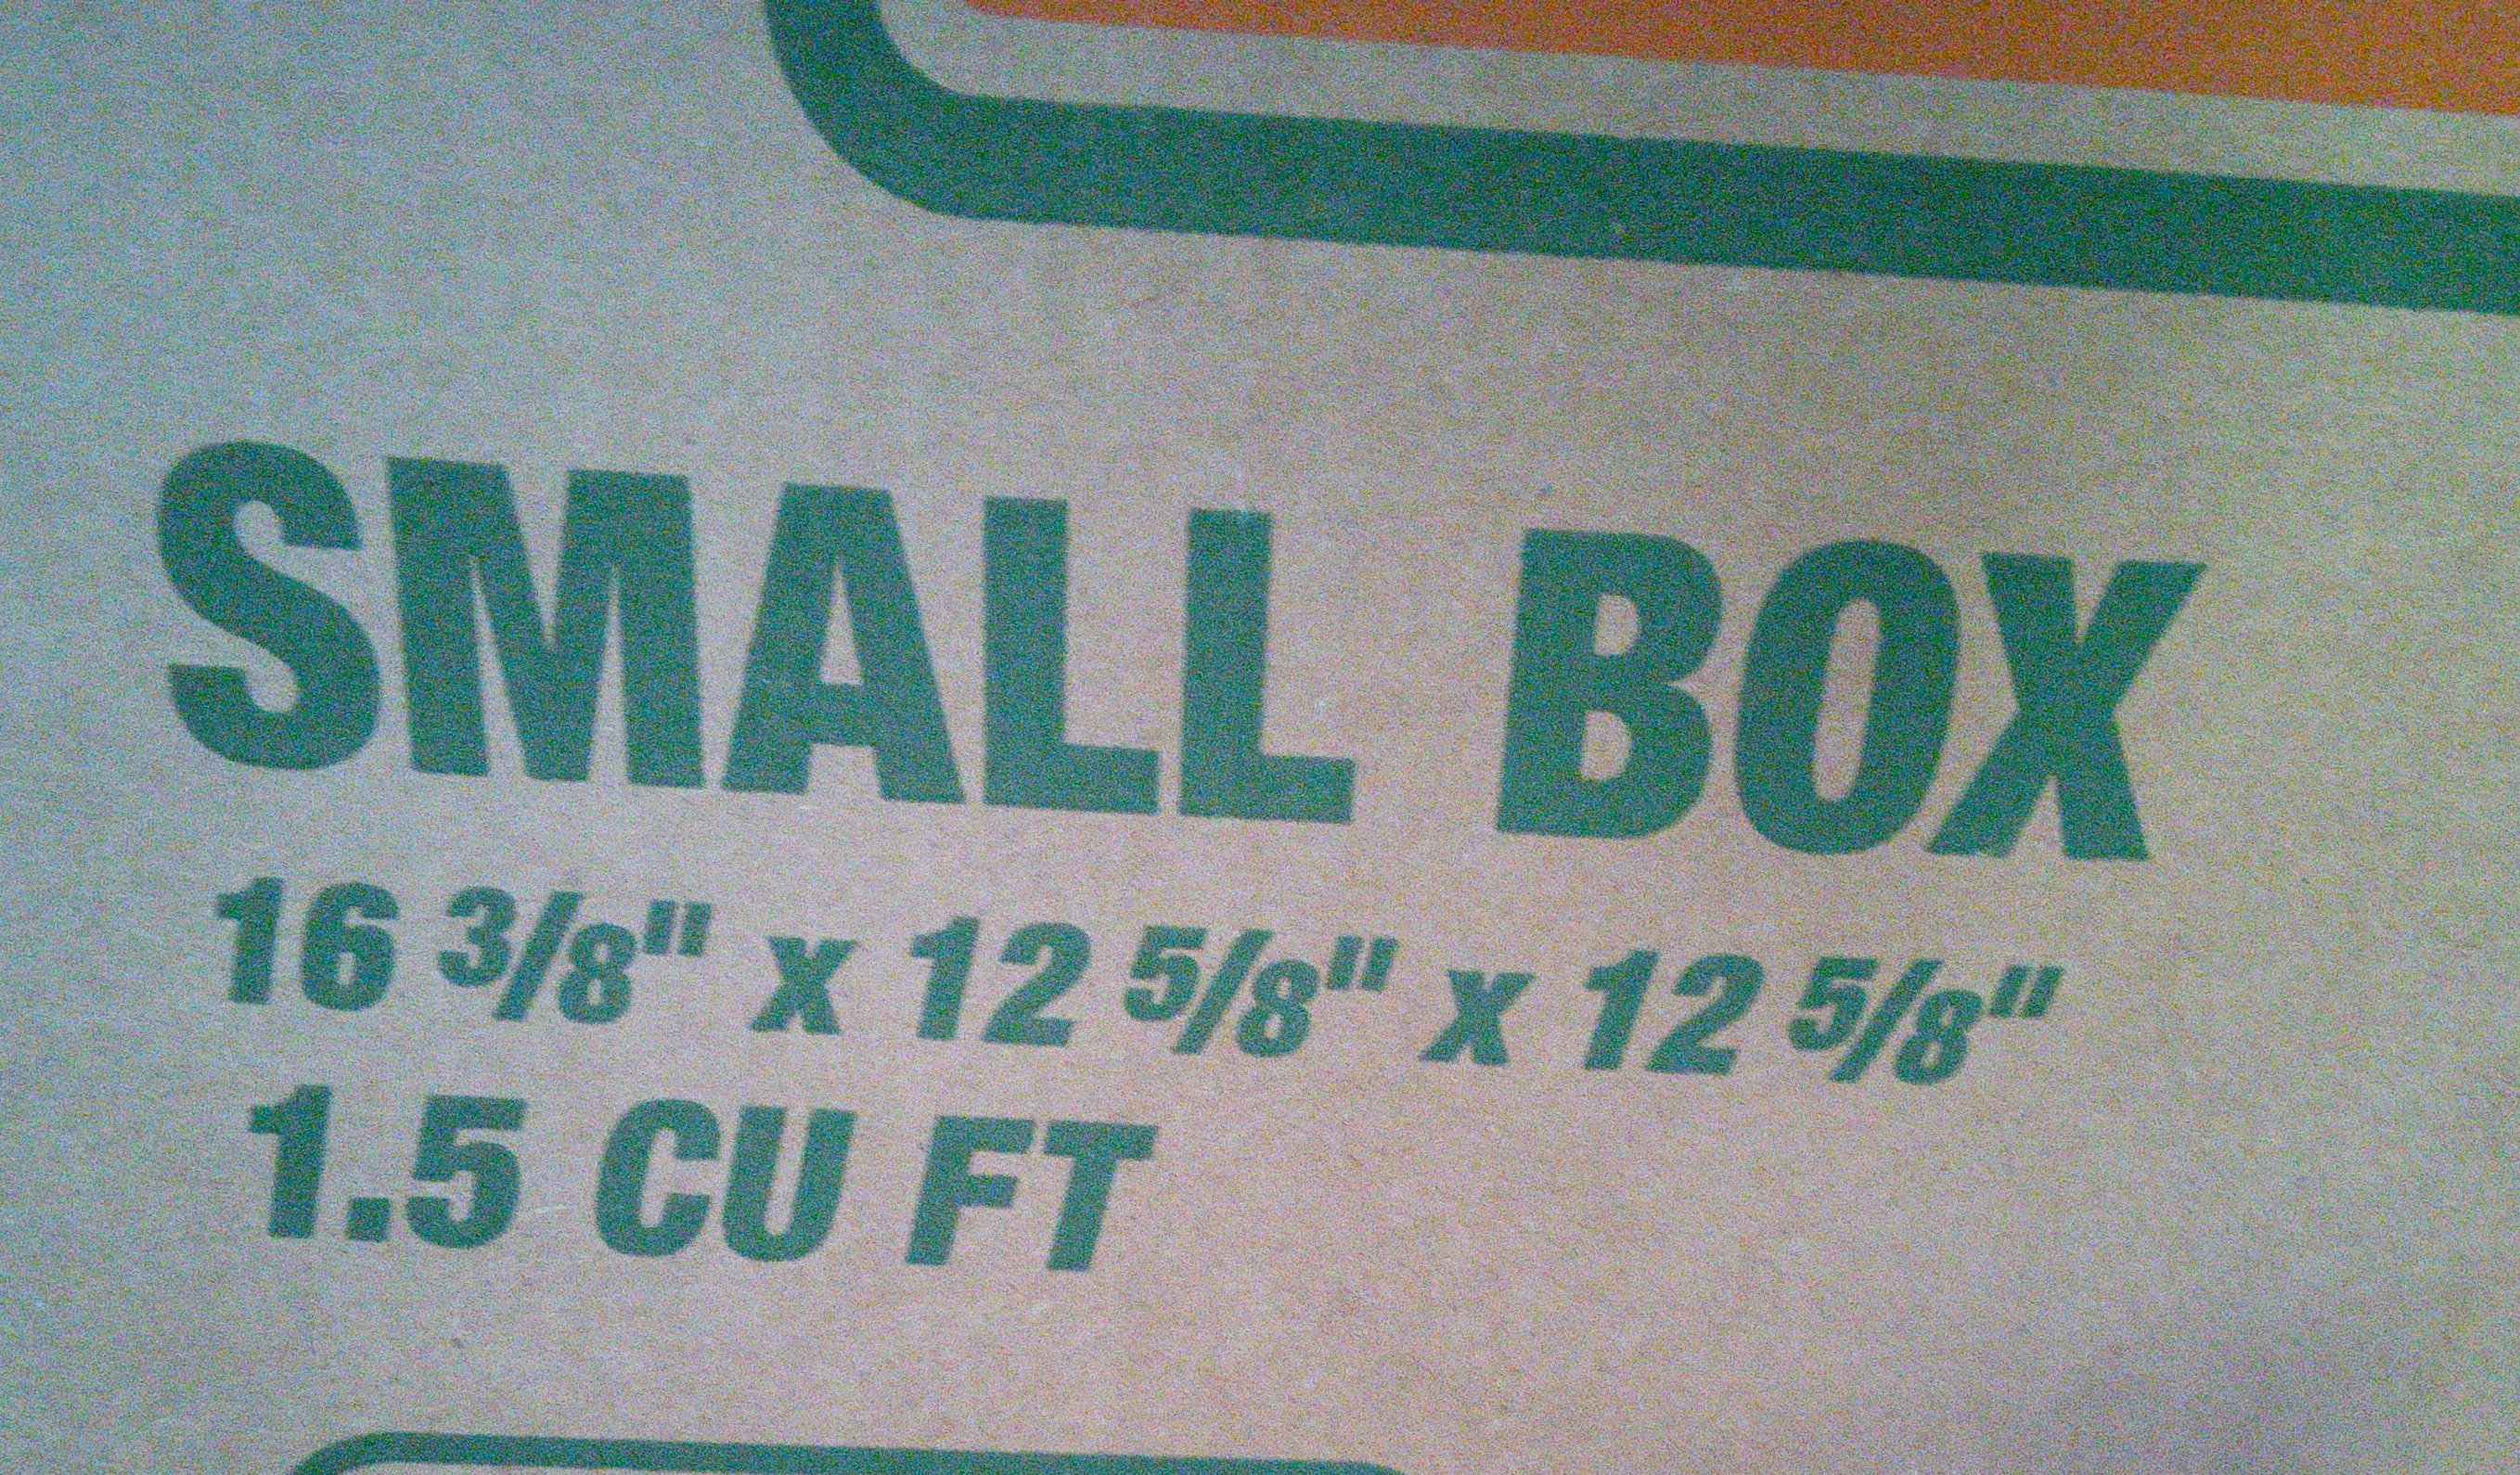 SMALL BOX
16 3/8" x 12 5/8" x 12 5/8"
1.5 CU FT